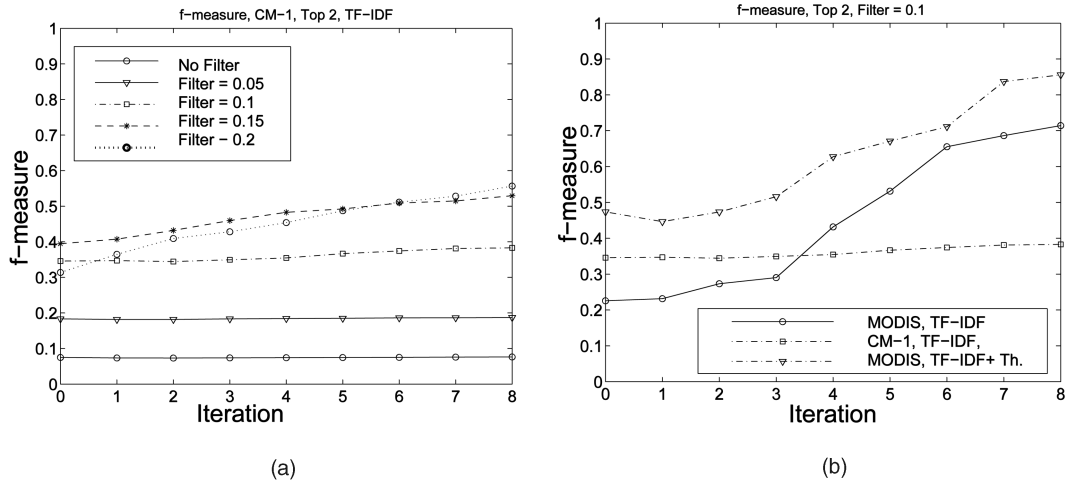 f-measure, CM-1, Top 2, TF-IDF
f-measure
1
0.9
0.8
0.7
0.6
0.5
0.4
0.3
0.2
0.1
0
No Filter
Filter = 0.05
Filter = 0.1
Filter = 0.15
Filter - 0.2
0 1 2 3 4 5 6 7 8
Iteration
(a)
f-measure, Top 2, Filter = 0.1
f-measure
1
0.9
0.8
0.7
0.6
0.5
0.4
0.3
0.2
0.1
0
MODIS, TF-IDF
CM-1, TF-IDF,
MODIS, TF-IDF+ Th.
0 1 2 3 4 5 6 7 8
Iteration
(b)